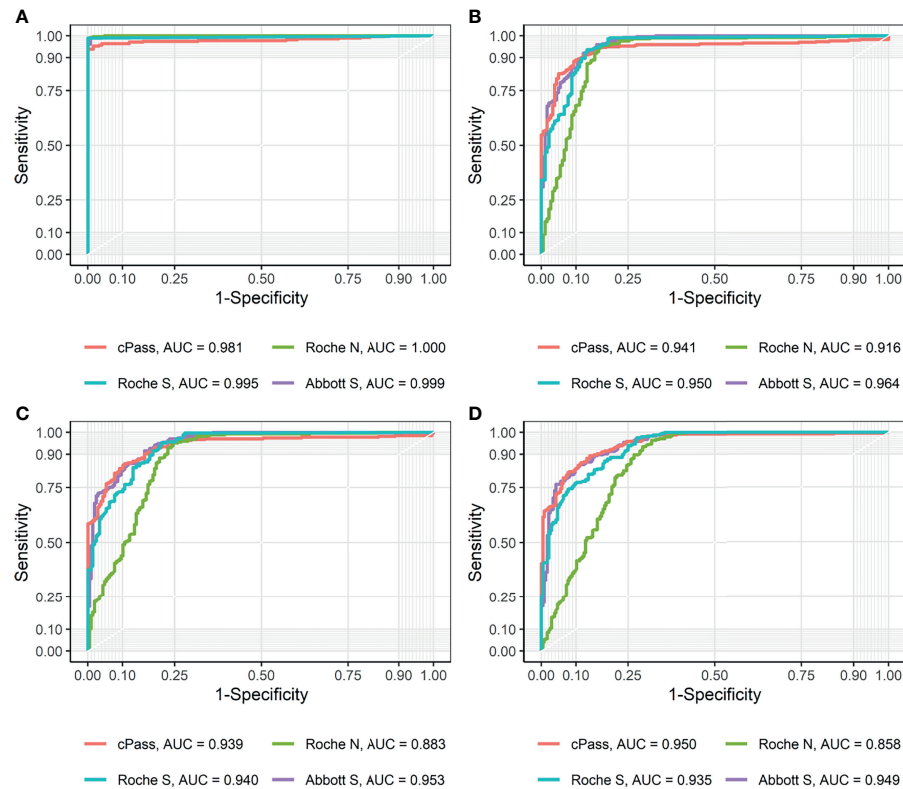 A
B
1.00
0.90
0.75
0.50
0.25
0.10
0.00
Sensitivity
0.00 0.10 0.25 0.50 0.75 0.90 1.00
1-Specificity
cPass, AUC = 0.981
Roche N, AUC = 1.000
Roche S, AUC = 0.995
Abbott S, AUC = 0.999
1.00
0.90
0.75
0.50
0.25
0.10
0.00
Sensitivity
0.00 0.10 0.25 0.50 0.75 0.90 1.00
1-Specificity
cPass, AUC = 0.941
Roche N, AUC = 0.916
Roche S, AUC = 0.950
Abbott S, AUC = 0.964
C
D
1.00
0.90
0.75
0.50
0.25
0.10
0.00
Sensitivity
0.00 0.10 0.25 0.50 0.75 0.90 1.00
1-Specificity
cPass, AUC = 0.939
Roche N, AUC = 0.883
Roche S, AUC = 0.940
Abbott S, AUC = 0.953
1.00
0.90
0.75
0.50
0.25
0.10
0.00
Sensitivity
0.00 0.10 0.25 0.50 0.75 0.90 1.00
1-Specificity
cPass, AUC = 0.950
Roche N, AUC = 0.858
Roche S, AUC = 0.935
Abbott S, AUC = 0.949